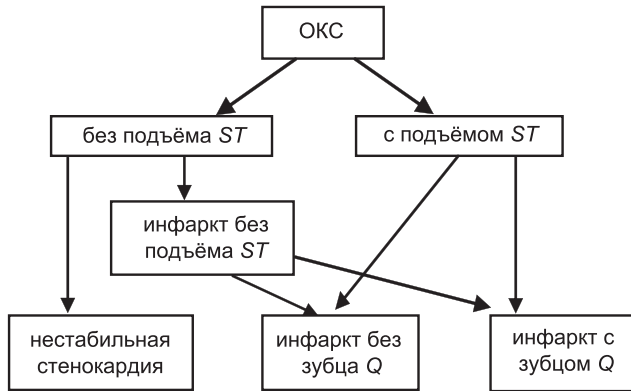 ОКС
без подъёма ST
с подъёмом ST
инфаркт без
подъёма ST
нестабильная
стенокардия
инфаркт без
зубца Q
инфаркт с
зубцом Q